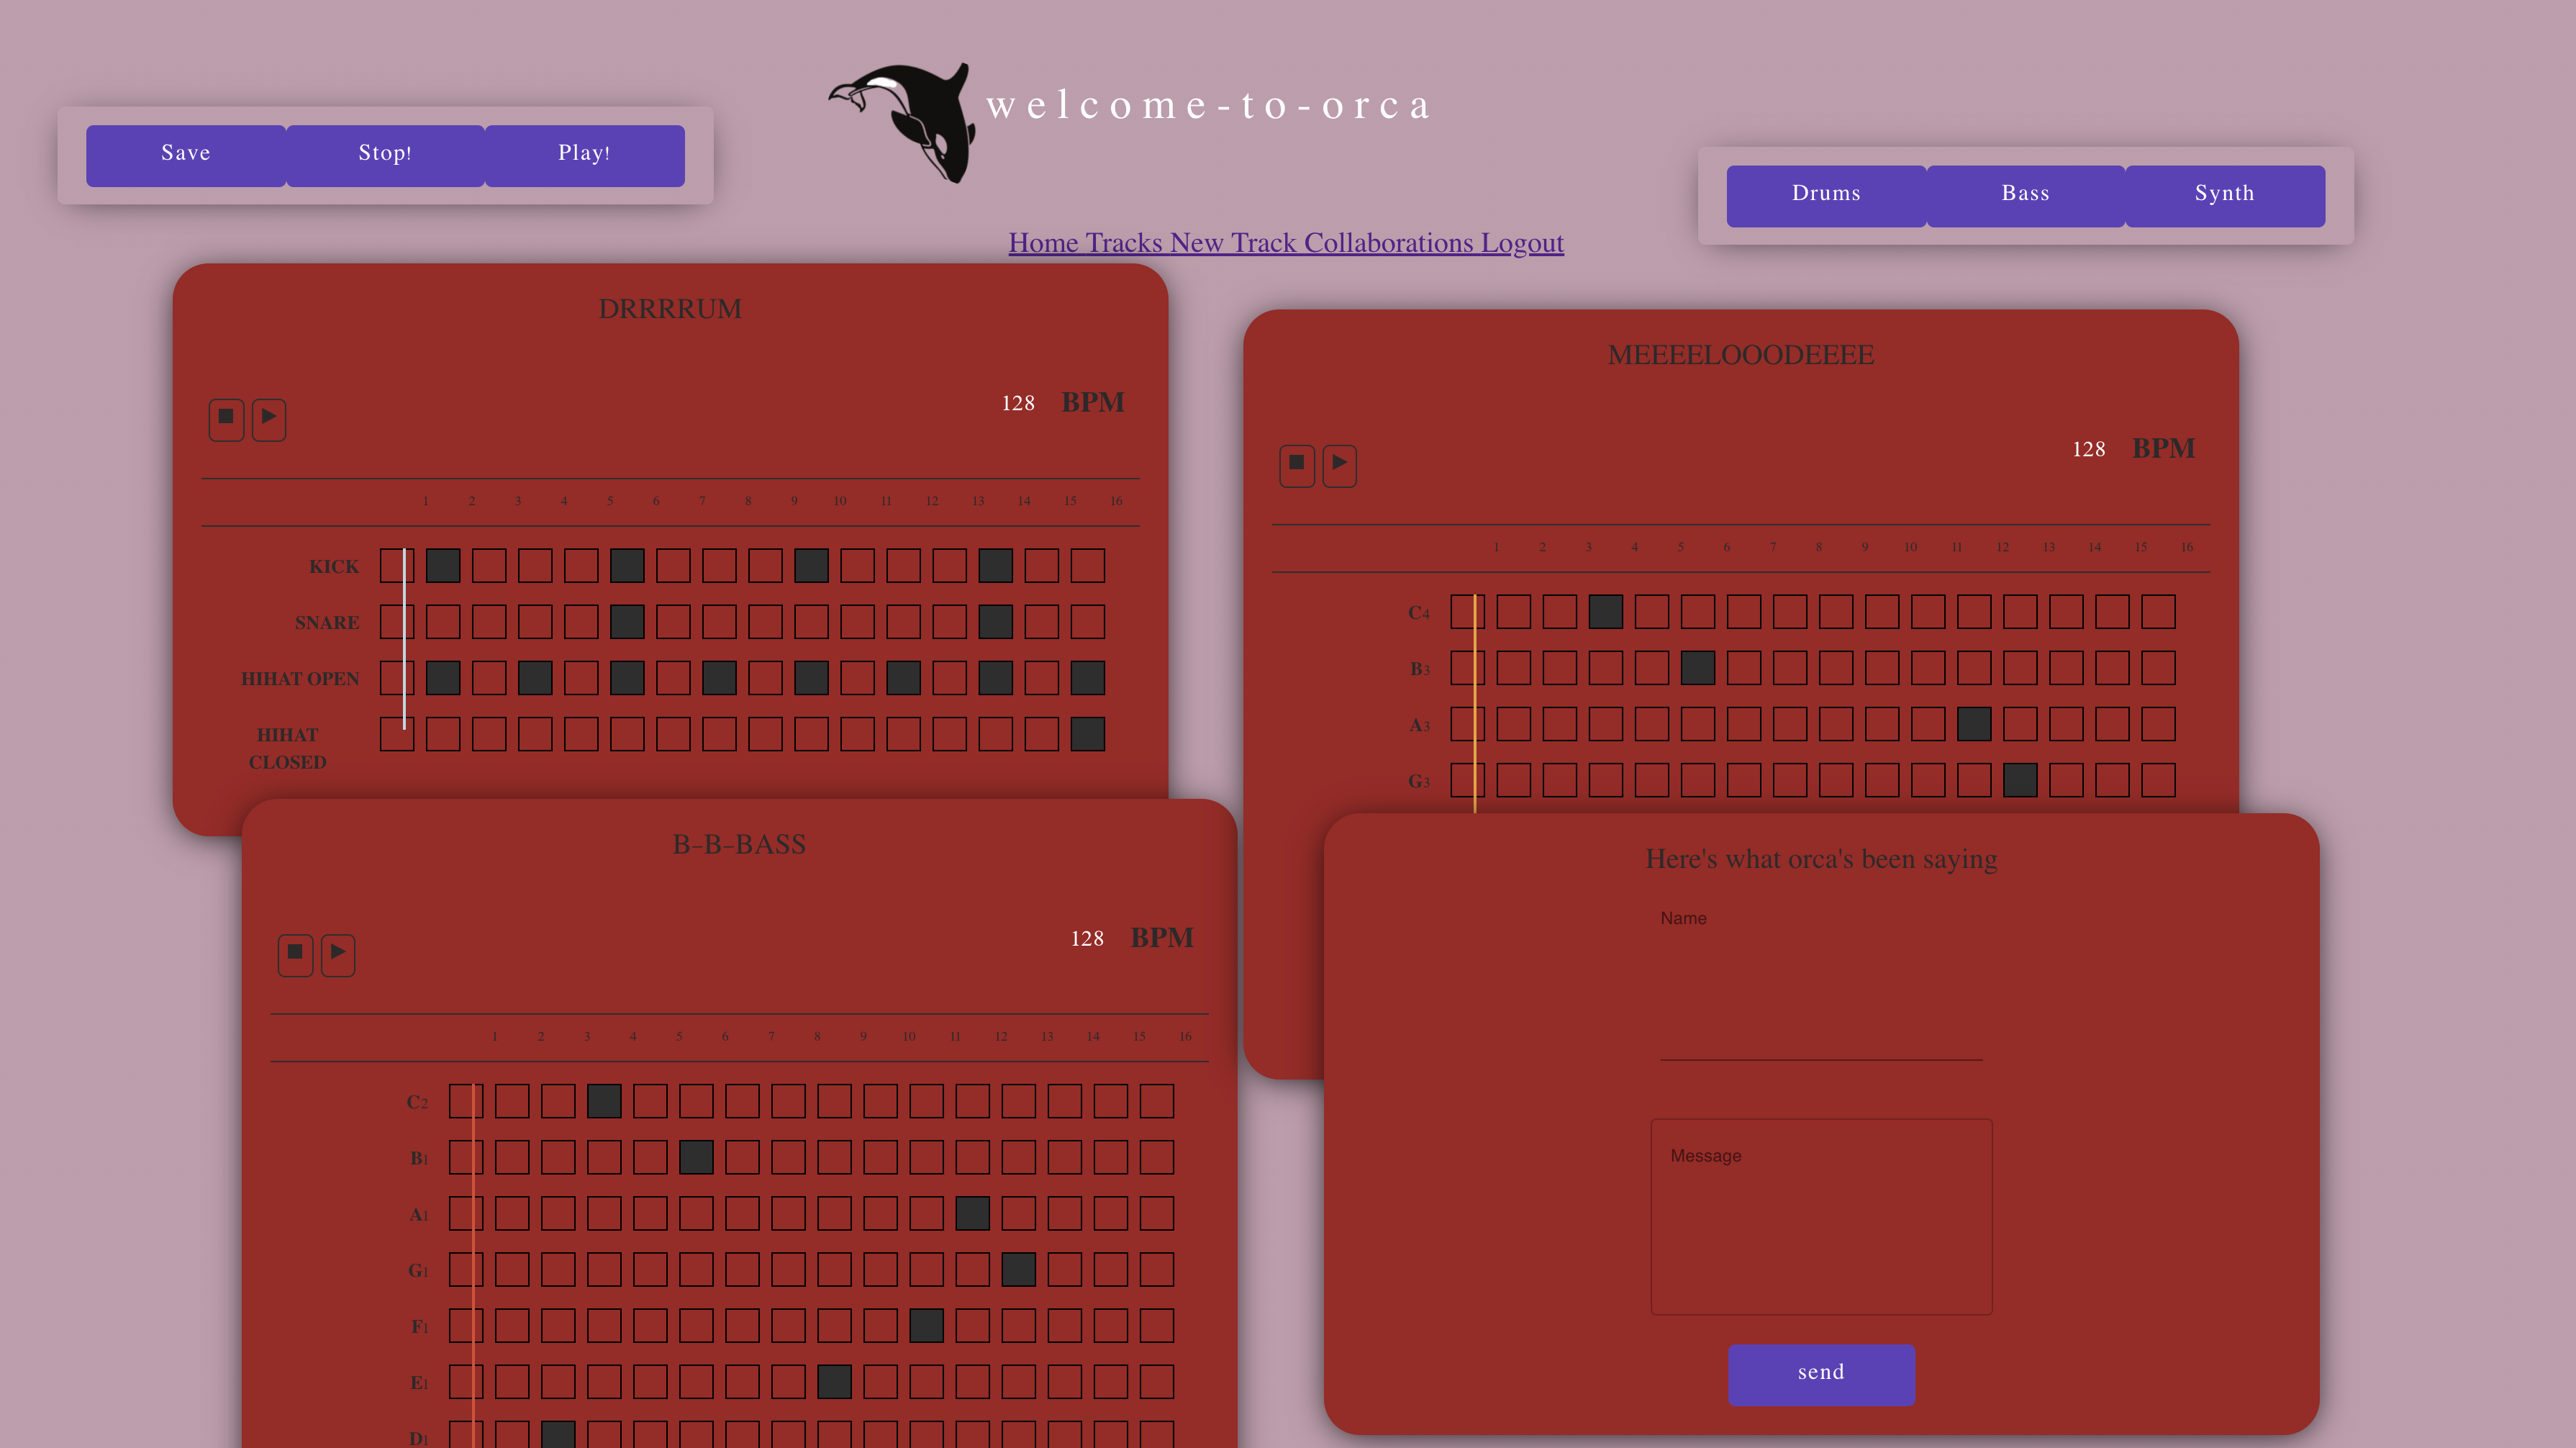 welcome-to-orca
Save Stop! Play!
Drums Bass Synth
Home Tracks New Track Collaborations Logout
DRRRRUM
128 BPM
1 2 3 4 5 6 7 8 9 10 11 12 13 14 15 16
KICK
SNARE
HIHAT OPEN
HIHAT
CLOSED
MEEEELOOODEEEE
128 BPM
1 2 3 4 5 6 7 8 9 10 11 12 13 14 15 16
C4
B3
A3
G3
B-B-BASS
128 BPM
1 2 3 4 5 6 7 8 9 10 11 12 13 14 15 16
C2
B1
A1
G1
F1
E1
D1
Here's what orca's been saying
Name
Message
send